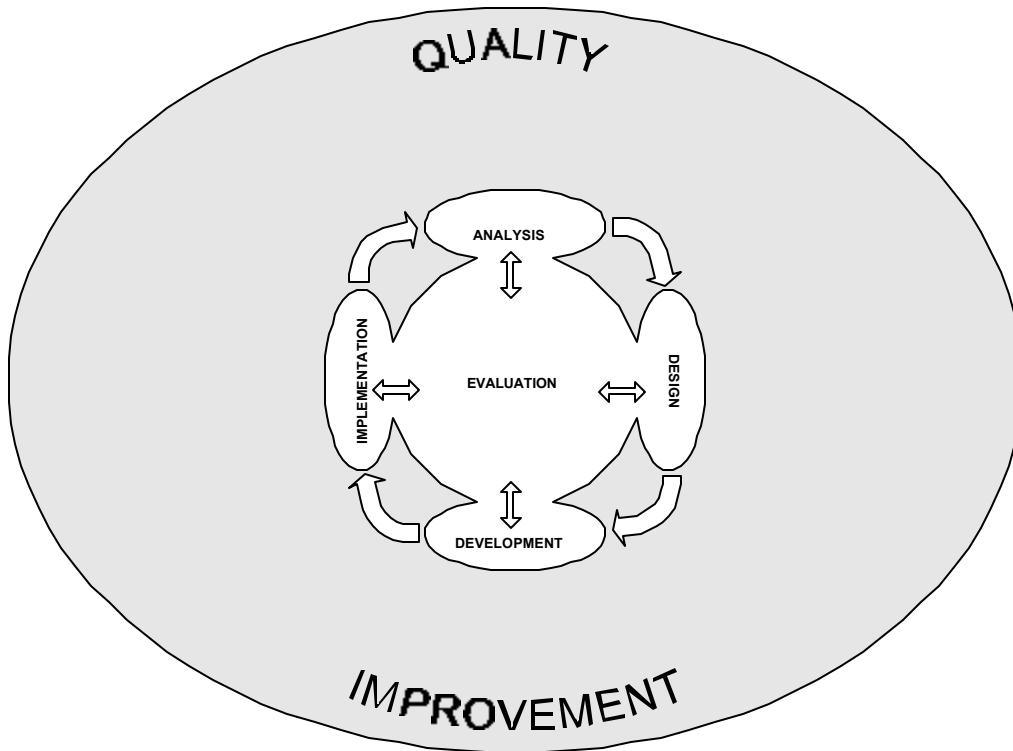 QUALITY
ANALYSIS
IMPLEMENTATION
EVALUATION
DESIGN
DEVELOPMENT
IMPROVEMENT